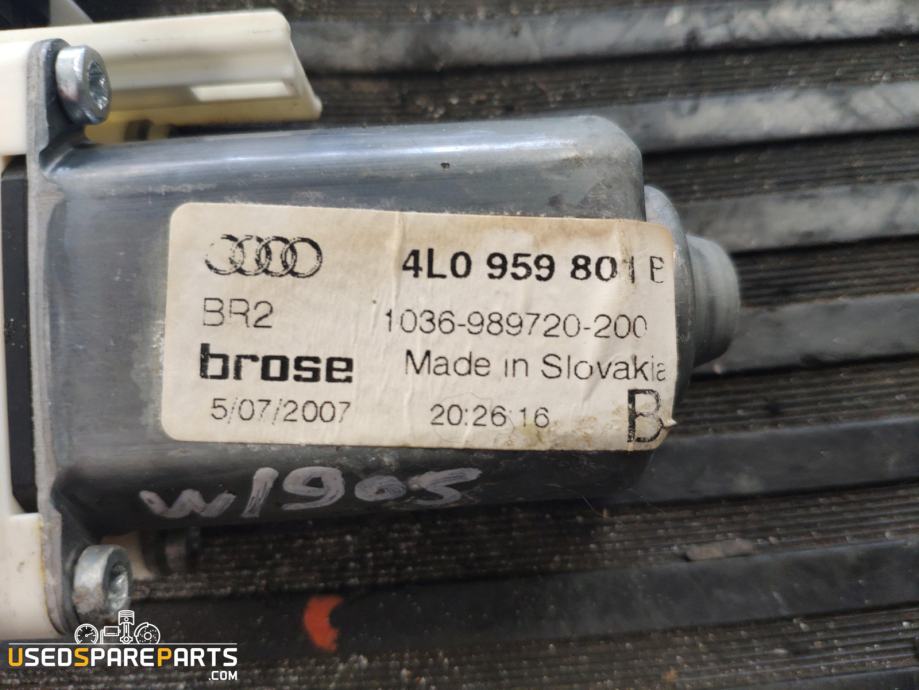 4L0 959 801 B
BR2
1036-989720-200
brose
Made in Slovakia
5/07/2007
20:26:16
B
W1905
USEDSPAREPARTS
.COM